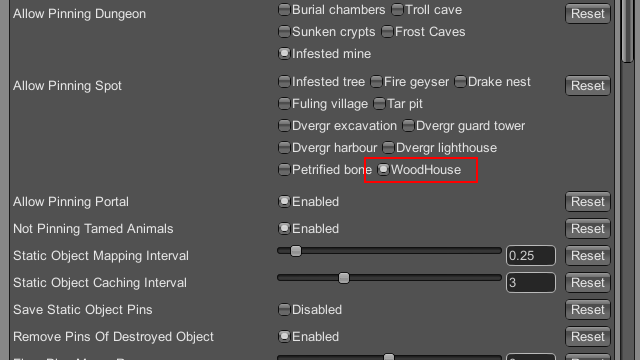 Allow Pinning Dungeon Burial chambers Troll cave Reset
Sunken crypts Frost Caves
Infested mine
Allow Pinning Spot Infested tree Fire geyser Drake nest Reset
Fuling village Tar pit
Dvergr excavation Dvergr guard tower
Dvergr harbour Dvergr lighthouse
Petrified bone WoodHouse
Allow Pinning Portal Enabled Reset
Not Pinning Tamed Animals Enabled Reset
Static Object Mapping Interval 0.25 Reset
Static Object Caching Interval 3 Reset
Save Static Object Pins Disabled Reset
Remove Pins Of Destroyed Object Enabled Reset